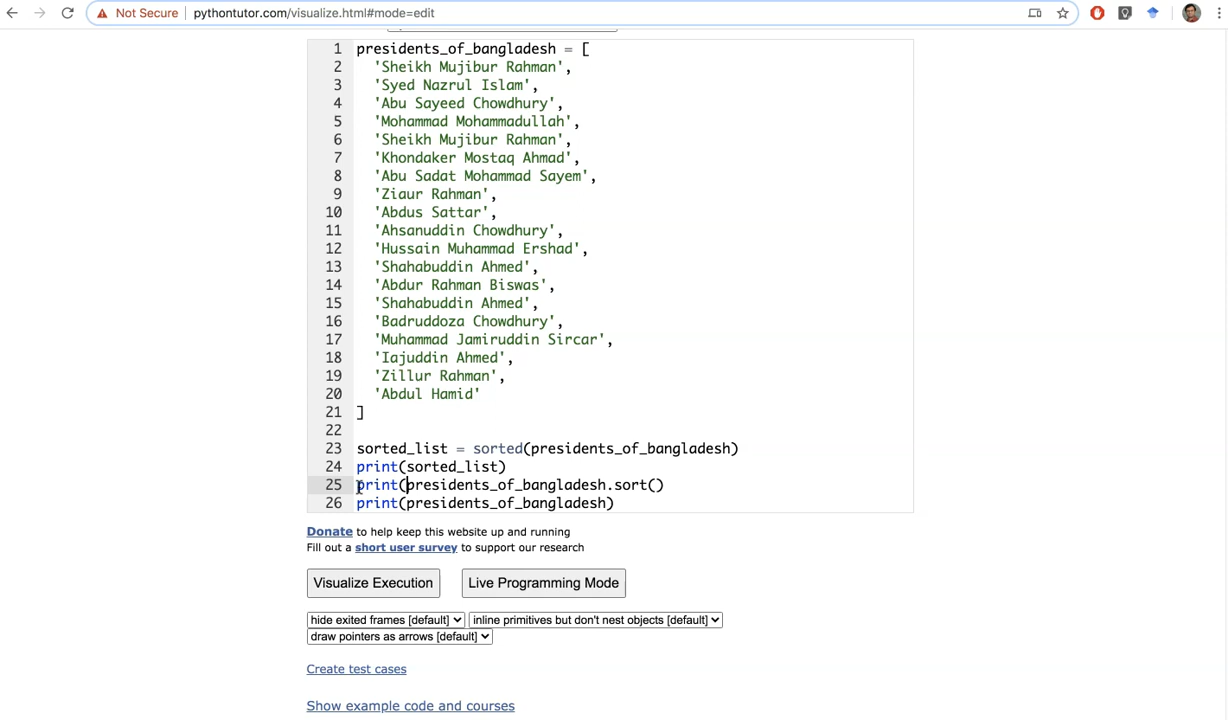 Not Secure pythontutor.com/visualize.html#mode=edit
1 presidents_of_bangladesh = [
2 'Sheikh Mujibur Rahman',
3 'Syed Nazrul Islam',
4 'Abu Sayeed Chowdhury',
5 'Mohammad Mohammadullah',
6 'Sheikh Mujibur Rahman',
7 'Khondaker Mostaq Ahmad',
8 'Abu Sadat Mohammad Sayem',
9 'Ziaur Rahman',
10 'Abdus Sattar',
11 'Ahsanuddin Chowdhury',
12 'Hussain Muhammad Ershad',
13 'Shahabuddin Ahmed',
14 'Abdur Rahman Biswas',
15 'Shahabuddin Ahmed',
16 'Badruddoza Chowdhury',
17 'Muhammad Jamiruddin Sircar',
18 'Iajuddin Ahmed',
19 'Zillur Rahman',
20 'Abdul Hamid'
21 ]
22
23 sorted_list = sorted(presidents_of_bangladesh)
24 print(sorted_list)
25 print(presidents_of_bangladesh.sort()
26 print(presidents_of_bangladesh)
Donate to help keep this website up and running
Fill out a short user survey to support our research
Visualize Execution Live Programming Mode
hide exited frames [default] inline primitives but don't nest objects [default]
draw pointers as arrows [default]
Create test cases
Show example code and courses